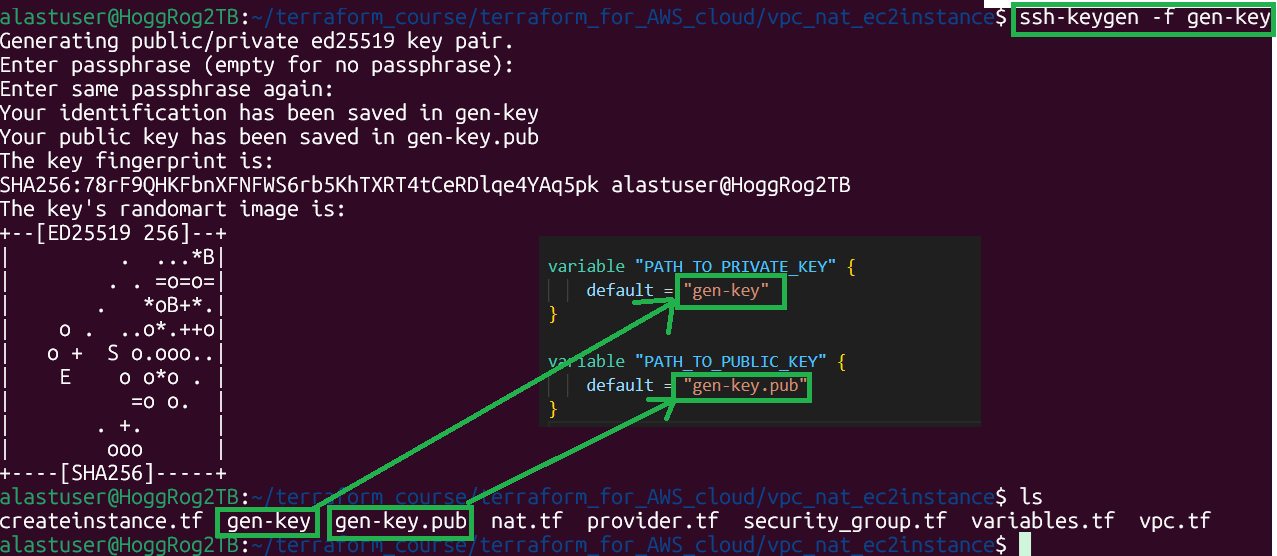 alastuser@HoggRog2TB:~/terraform_course/terraform_for_AWS_cloud/vpc_nat_ec2instance$ ssh-keygen -f gen-key
Generating public/private ed25519 key pair.
Enter passphrase (empty for no passphrase):
Enter same passphrase again:
Your identification has been saved in gen-key
Your public key has been saved in gen-key.pub
The key fingerprint is:
SHA256:78rF9QHKFbnXFNFWS6rb5KhTXRT4tCeRDlqe4YAq5pk alastuser@HoggRog2TB
The key's randomart image is:
+--[ED25519 256]--+
|          .  ...*B|
|         . . =o=o=|
|        .   *oB+*.|
|    o .  ..o*.++o|
|   o +  S o.ooo..|
|    E    o o*o . |
|          =o o.  |
|       . +.      |
|        ooo      |
+----[SHA256]-----+
variable "PATH_TO_PRIVATE_KEY" {
default = "gen-key"
}
variable "PATH_TO_PUBLIC_KEY" {
default = "gen-key.pub"
}
alastuser@HoggRog2TB:~/terraform_course/terraform_for_AWS_cloud/vpc_nat_ec2instance$ ls
createinstance.tf  gen-key  gen-key.pub  nat.tf  provider.tf  security_group.tf  variables.tf  vpc.tf
alastuser@HoggRog2TB:~/terraform_course/terraform_for_AWS_cloud/vpc_nat_ec2instance$